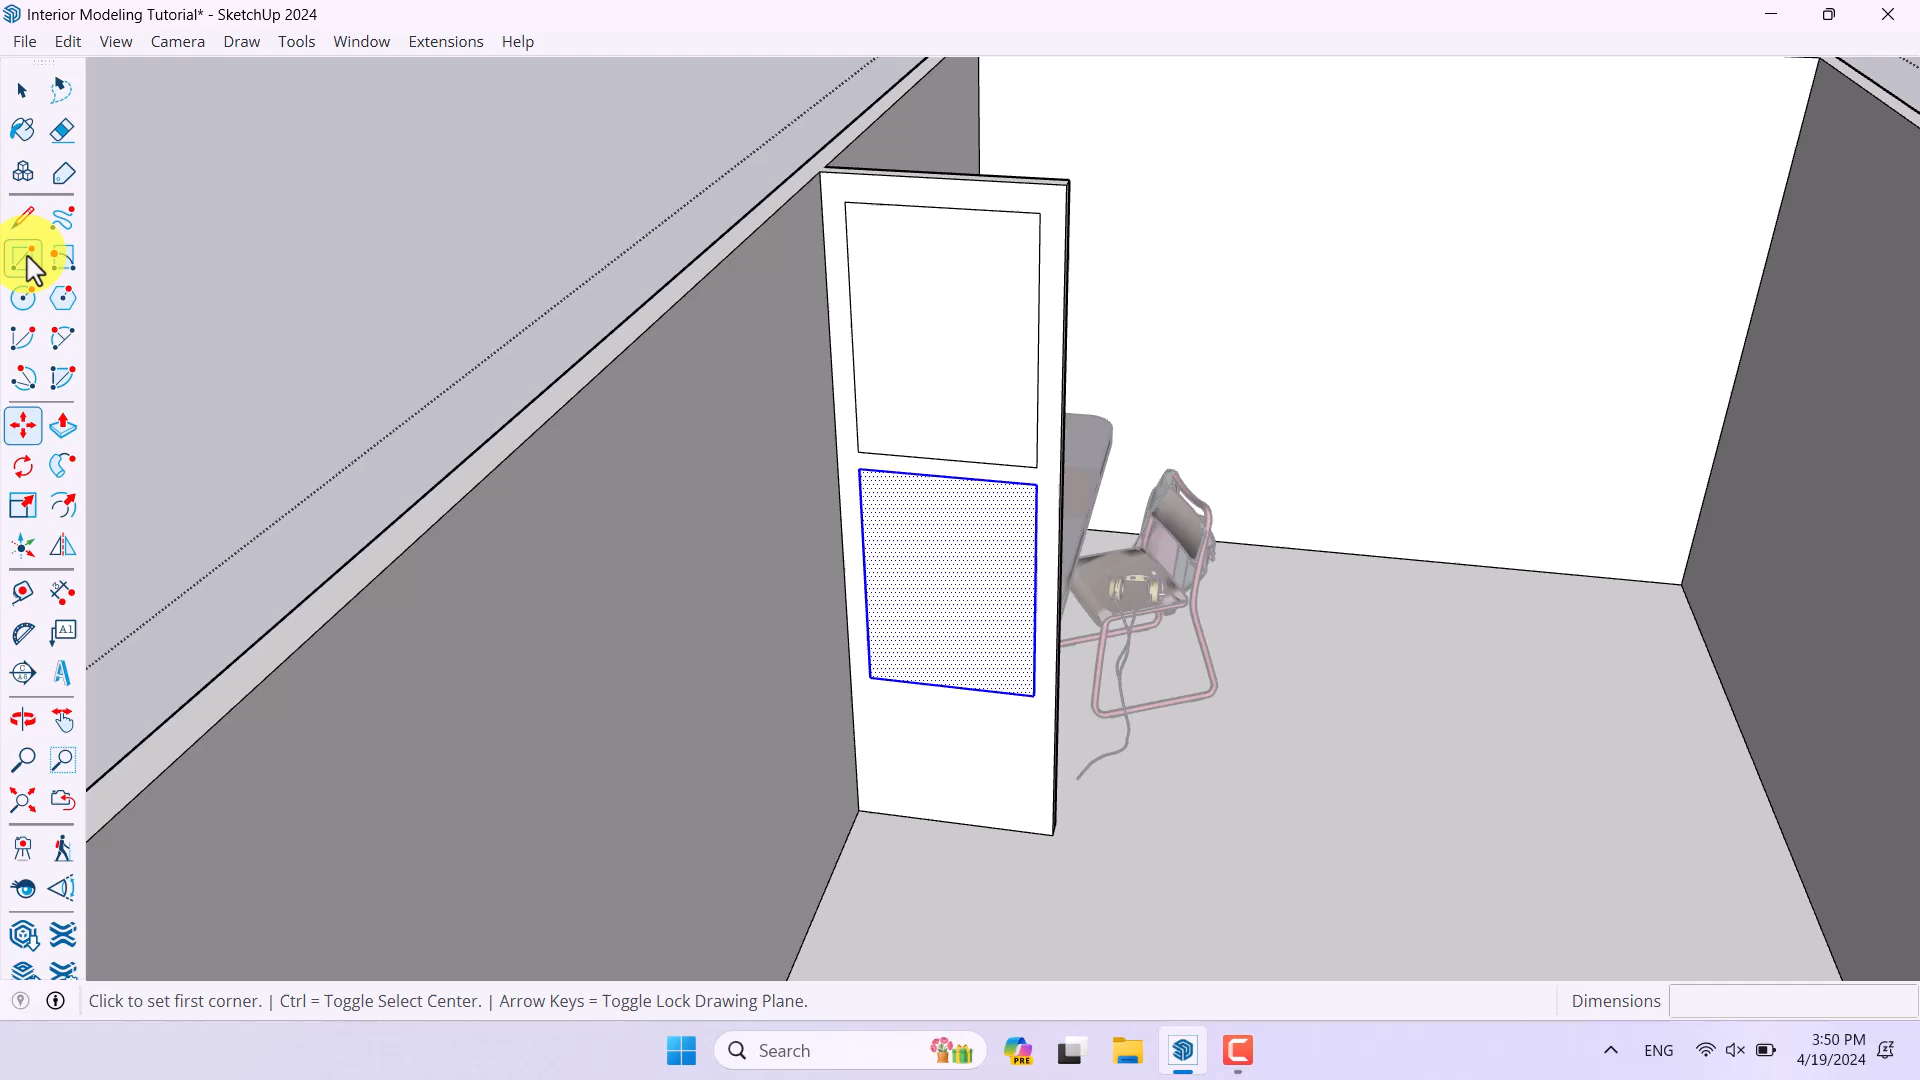 Interior Modeling Tutorial* - SketchUp 2024
File Edit View Camera Draw Tools Window Extensions Help
A1
Click to set first corner. | Ctrl = Toggle Select Center. | Arrow Keys = Toggle Lock Drawing Plane.
Dimensions
Search
PRE
ENG
3:50 PM
4/19/2024